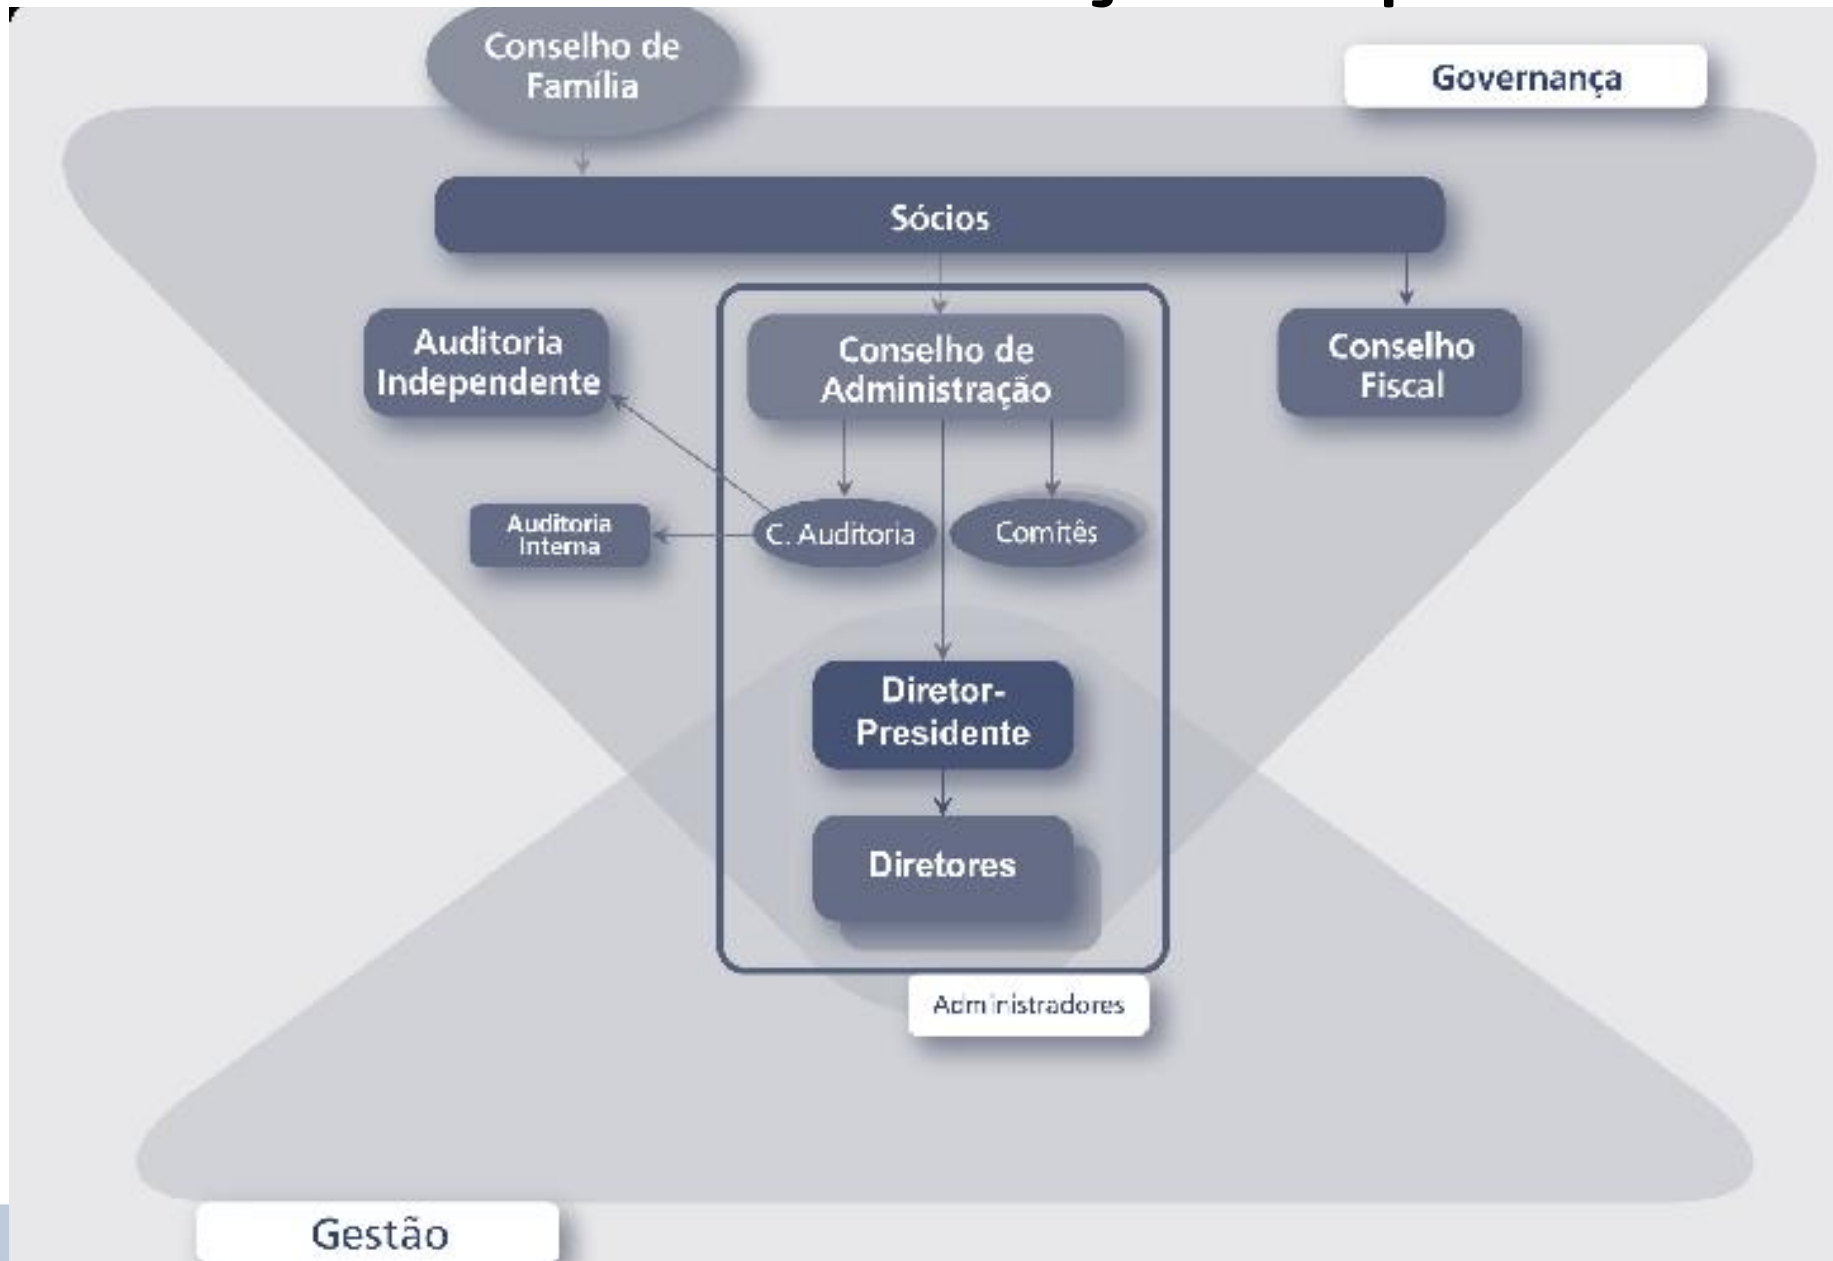 Conselho de
Família
Governança
Sócios
Auditoria
Independente
Conselho de
Administração
Conselho
Fiscal
Auditoria
Interna
C. Auditoria
Comitês
Diretor-
Presidente
Diretores
Administradores
Gestão